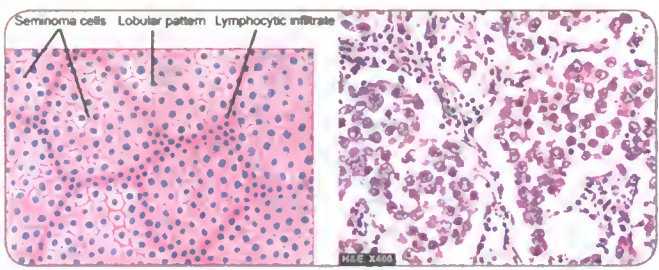 Seminoma cells Lobular pattern Lymphocytic infiltrate
H&E, X400